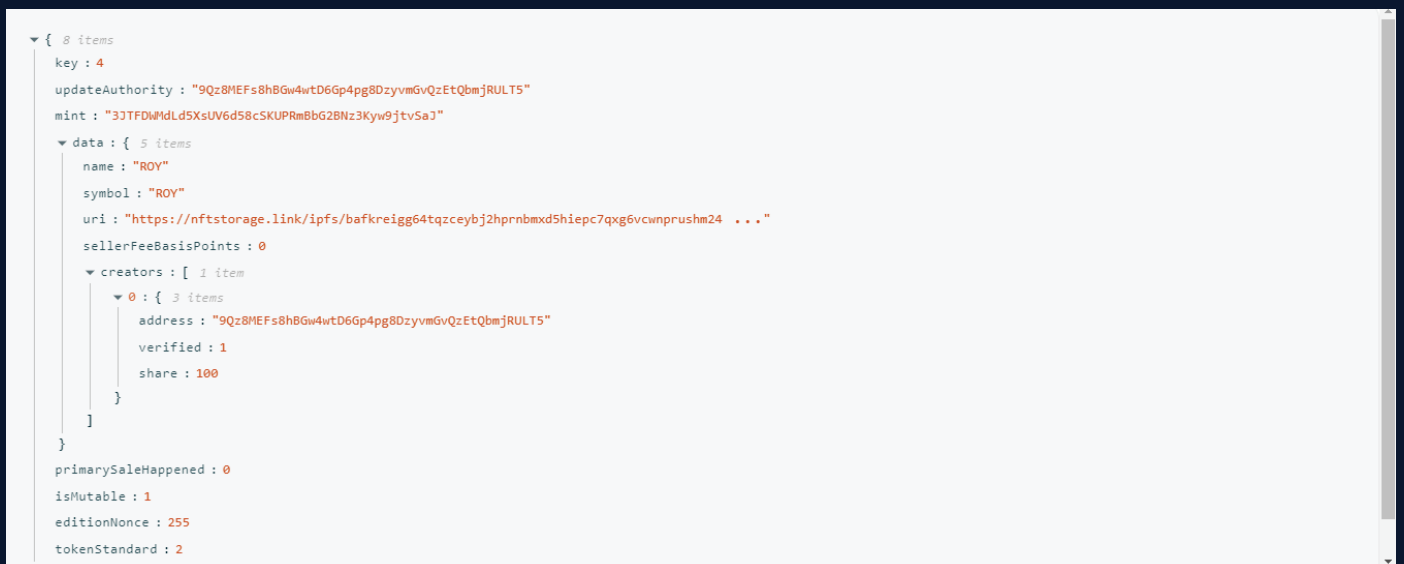 { 8 items
key : 4
updateAuthority : "9Qz8MEFs8hBGw4wtD6Gp4pg8DzyvmGvQzEtQbmjRULT5"
mint : "3JTFDWMdLd5XsUV6d58cSKUPRmBbG2BNz3Kyw9jtvSaJ"
data : { 5 items
name : "ROY"
symbol : "ROY"
uri : "https://nftstorage.link/ipfs/bafkreigg64tqzceybj2hprnbmxd5hiepc7qxg6vcwnprushm24 ..."
sellerFeeBasisPoints : 0
creators : [ 1 item
0 : { 3 items
address : "9Qz8MEFs8hBGw4wtD6Gp4pg8DzyvmGvQzEtQbmjRULT5"
verified : 1
share : 100
}
]
}
primarySaleHappened : 0
isMutable : 1
editionNonce : 255
tokenStandard : 2